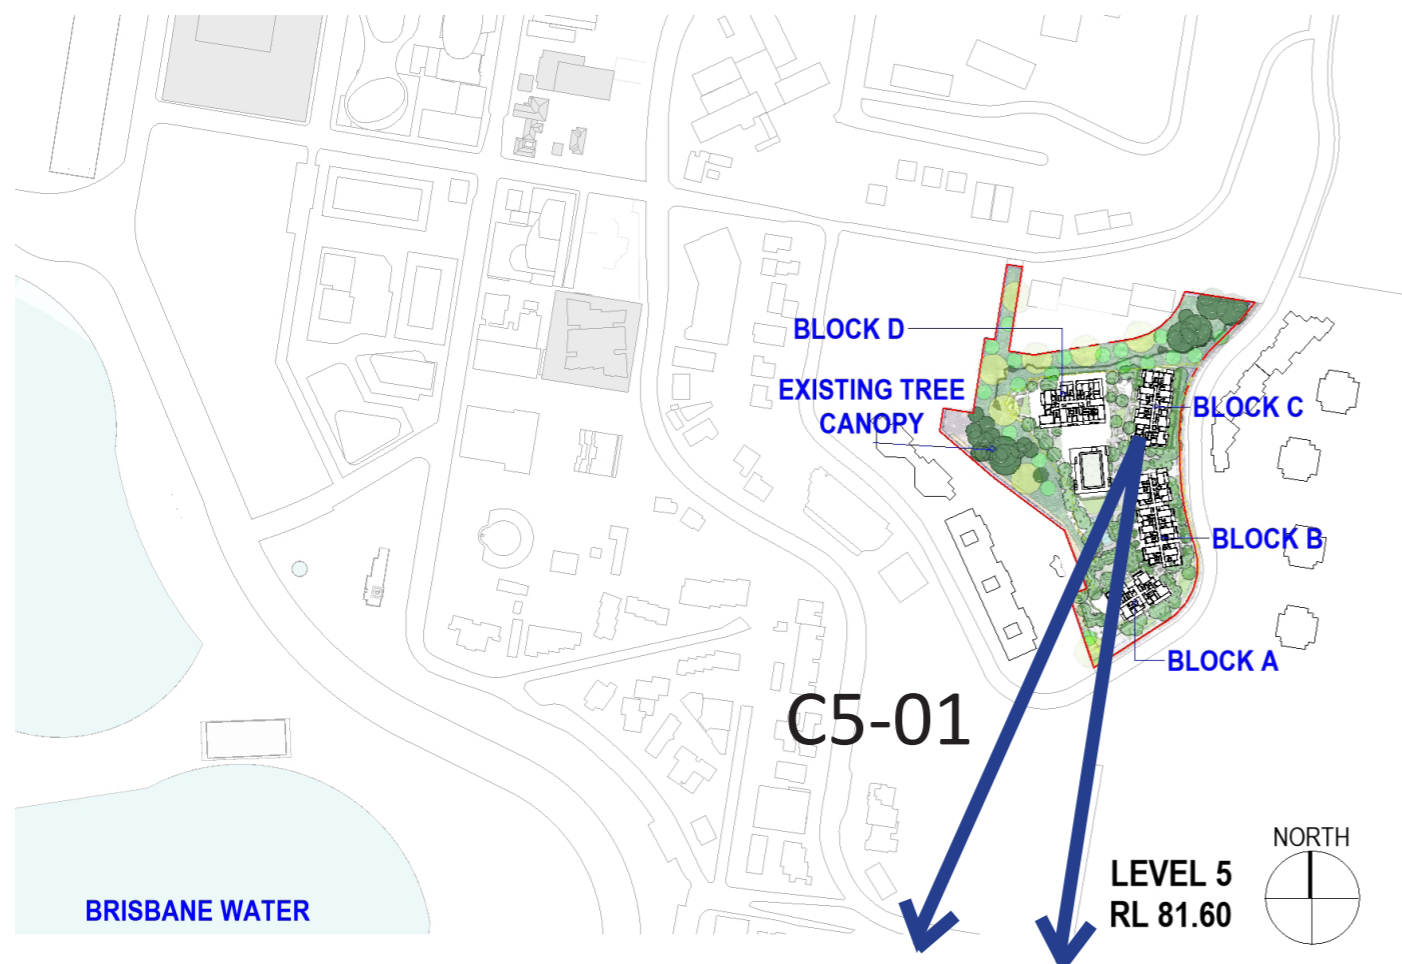 BLOCK D
EXISTING TREE
CANOPY
BLOCK C
BLOCK B
BLOCK A
C5-01
NORTH
LEVEL 5
RL 81.60
BRISBANE WATER